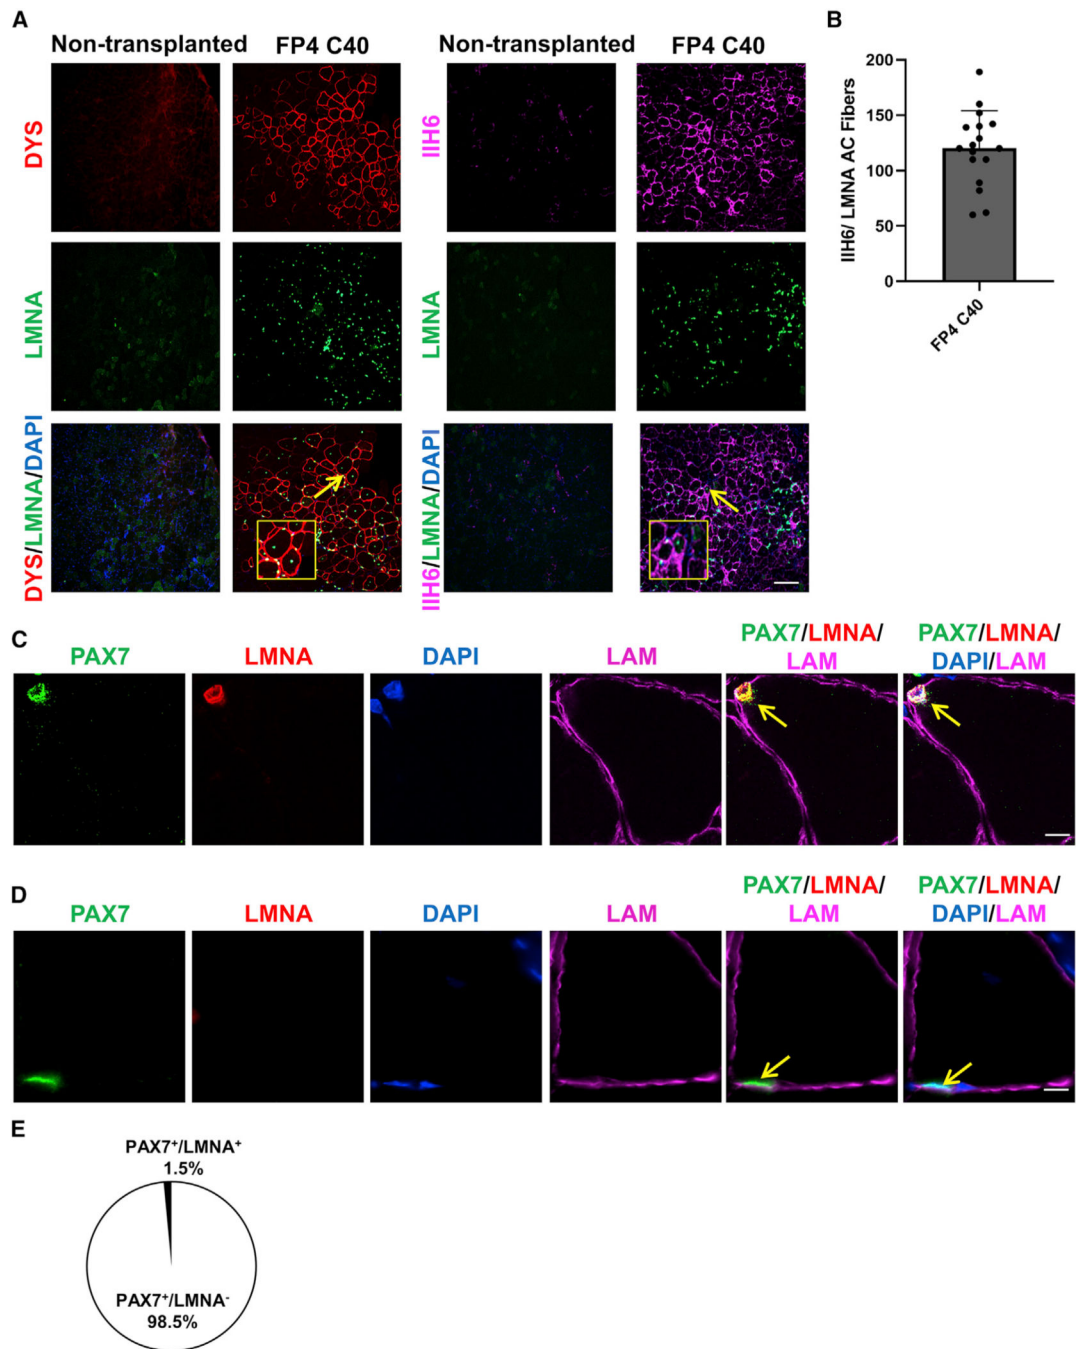 A
Non-transplanted
FP4 C40
Non-transplanted
FP4 C40
DYS
IIH6
LMNA
LMNA
DYS/LMNA/DAPI
IIH6/LMNA/DAPI
B
IIH6/ LMNA AC Fibers
200
150
100
50
0
FP4 C40
C
PAX7
LMNA
DAPI
LAM
PAX7/LMNA/
LAM
PAX7/LMNA/
DAPI/LAM
D
PAX7
LMNA
DAPI
LAM
PAX7/LMNA/
LAM
PAX7/LMNA/
DAPI/LAM
E
PAX7⁺/LMNA⁺
1.5%
PAX7⁺/LMNA⁻
98.5%